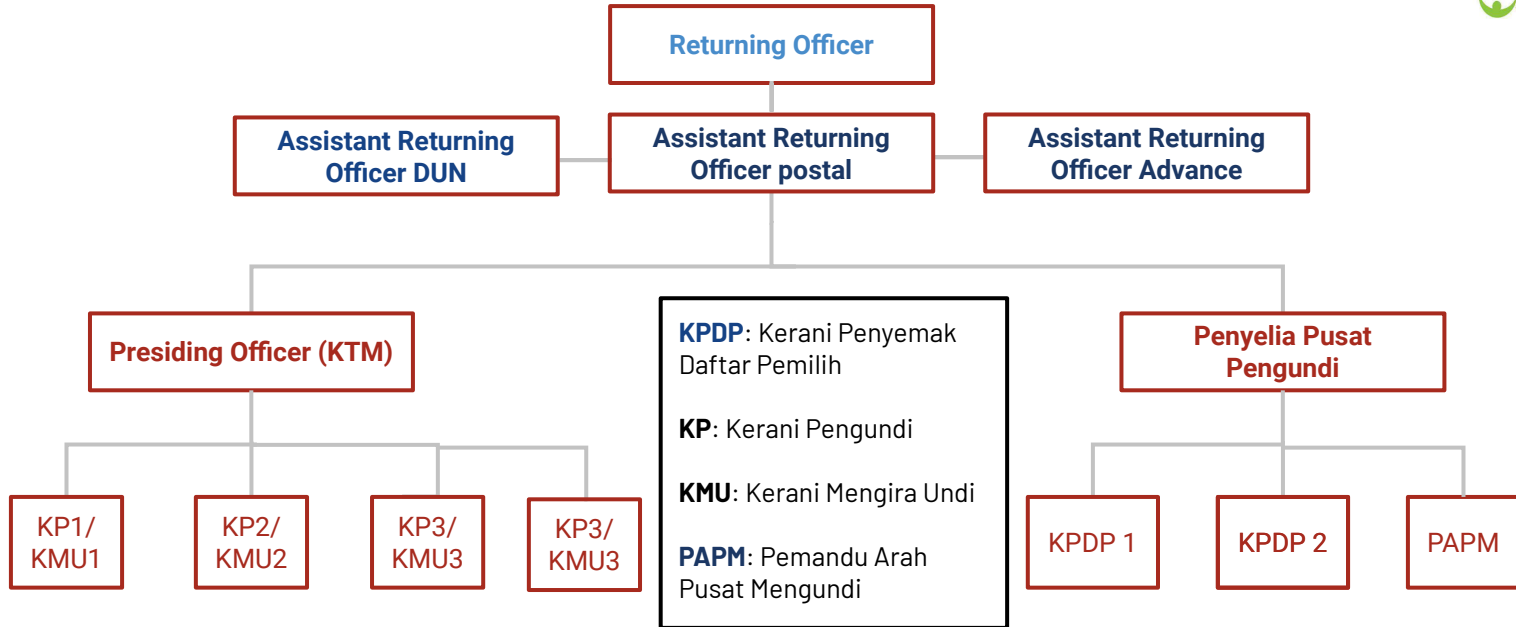 Returning Officer
Assistant Returning
Officer DUN
Assistant Returning
Officer postal
Assistant Returning
Officer Advance
Presiding Officer (KTM)
KPDP: Kerani Penyemak
Daftar Pemilih
KP: Kerani Pengundi
KMU: Kerani Mengira Undi
PAPM: Pemandu Arah
Pusat Mengundi
Penyelia Pusat
Pengundi
KP1/
KMU1
KP2/
KMU2
KP3/
KMU3
KP3/
KMU3
KPDP 1
KPDP 2
PAPM